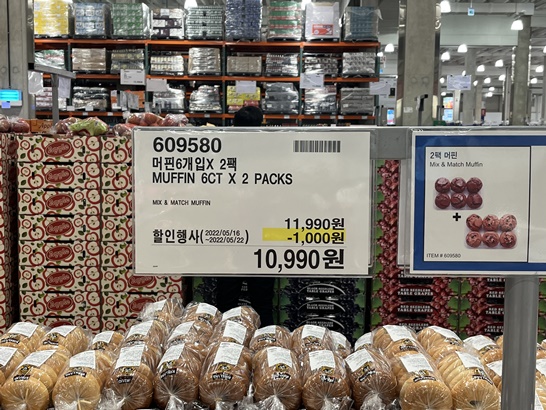 609580
머핀6개입X 2팩
MUFFIN 6CT X 2 PACKS
MIX & MATCH MUFFIN
11,990원
할인행사(2022/05/16
~2022/05/22)
-1,000원
10,990원
2팩 머핀
Mix & Match Muffin
+
ITEM # 609580
TABLE GRAPES